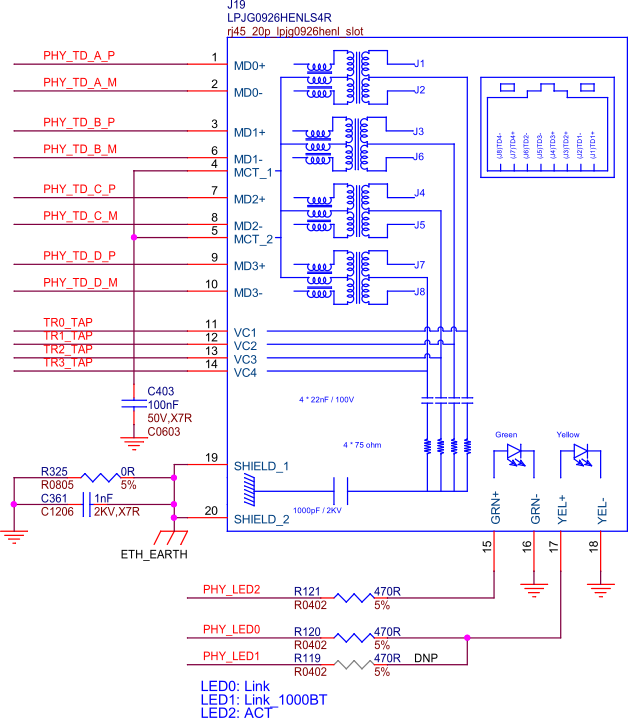 J19
LPJG0926HENLS4R
rj45_20p_lpjg0926henl_slot
PHY_TD_A_P 1 MD0+ J1
PHY_TD_A_M 2 MD0- J2
PHY_TD_B_P 3 MD1+ J3
PHY_TD_B_M 6 MD1- J6
4 MCT_1
PHY_TD_C_P 7 MD2+ J4
PHY_TD_C_M 8 MD2- J5
5 MCT_2
PHY_TD_D_P 9 MD3+ J7
PHY_TD_D_M 10 MD3- J8
(J8)TD4-
(J7)TD4+
(J6)TD2-
(J5)TD3-
(J4)TD3+
(J3)TD2+
(J2)TD1-
(J1)TD1+
TR0_TAP 11 VC1
TR1_TAP 12 VC2
TR2_TAP 13 VC3
TR3_TAP 14 VC4
C403
100nF
50V,X7R
C0603
4 * 22nF / 100V
4 * 75 ohm
Green
Yellow
19 SHIELD_1
R325 0R
R0805 5%
C361 1nF
C1206 2KV,X7R
1000pF / 2KV
20 SHIELD_2
ETH_EARTH
GRN+
GRN-
YEL+
YEL-
15
16
17
18
PHY_LED2 R121 470R
R0402 5%
PHY_LED0 R120 470R
R0402 5%
PHY_LED1 R119 470R DNP
R0402 5%
LED0: Link
LED1: Link_1000BT
LED2: ACT